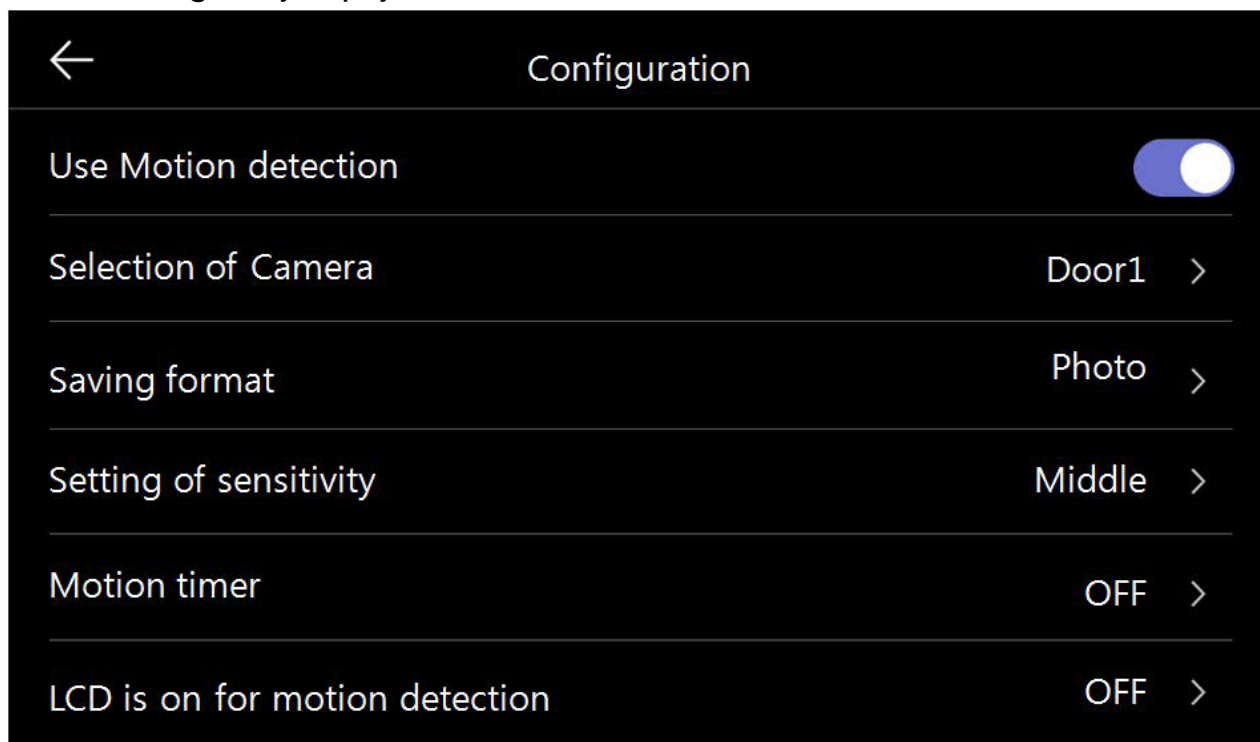 Configuration
Use Motion detection
Selection of Camera Door1 >
Saving format Photo >
Setting of sensitivity Middle >
Motion timer OFF >
LCD is on for motion detection OFF >